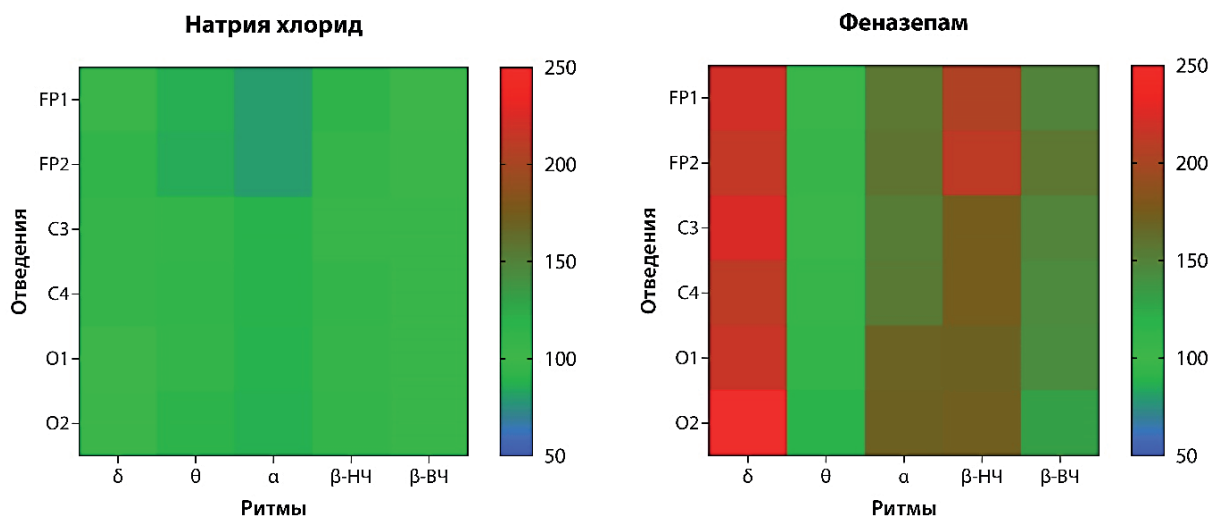 Натрия хлорид
FP1
FP2
C3
C4
O1
O2
Отведения
δ θ α β-НЧ β-ВЧ
Ритмы
250
200
150
100
50
Феназепам
FP1
FP2
C3
C4
O1
O2
Отведения
δ θ α β-НЧ β-ВЧ
Ритмы
250
200
150
100
50